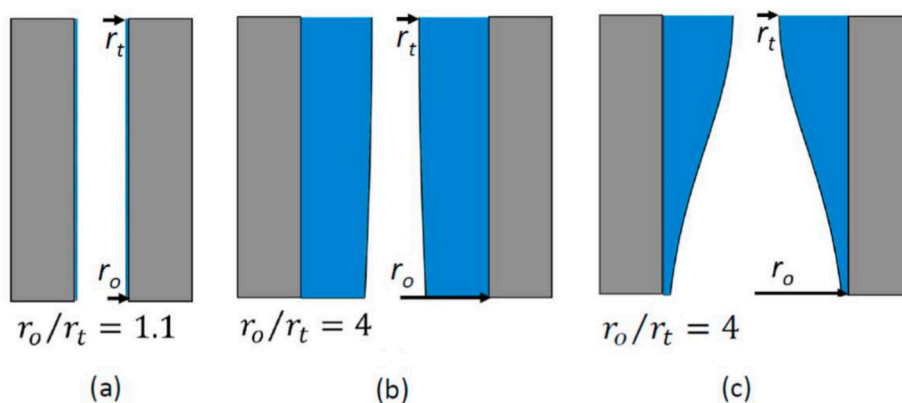 r_t r_t r_t
r_o r_o r_o
r_o/r_t = 1.1 r_o/r_t = 4 r_o/r_t = 4
(a) (b) (c)